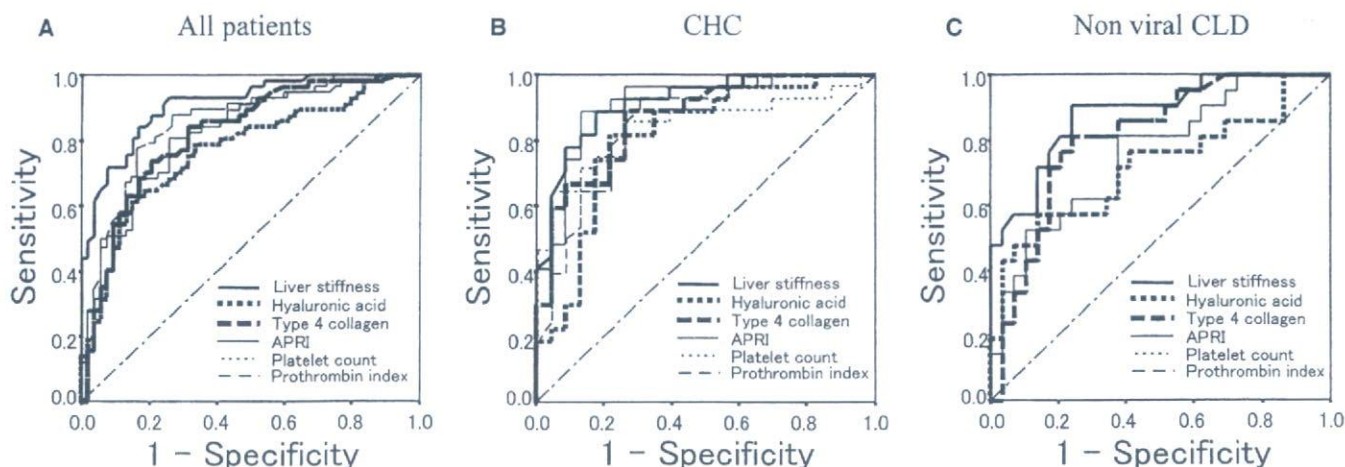 A All patients
B CHC
C Non viral CLD
Sensitivity
1.0
0.8
0.6
0.4
0.2
0.0
0.0 0.2 0.4 0.6 0.8 1.0
1 - Specificity
Liver stiffness
Hyaluronic acid
Type 4 collagen
APRI
Platelet count
Prothrombin index
Sensitivity
1.0
0.8
0.6
0.4
0.2
0.0
0.0 0.2 0.4 0.6 0.8 1.0
1 - Specificity
Liver stiffness
Hyaluronic acid
Type 4 collagen
APRI
Platelet count
Prothrombin index
Sensitivity
1.0
0.8
0.6
0.4
0.2
0.0
0.0 0.2 0.4 0.6 0.8 1.0
1 - Specificity
Liver stiffness
Hyaluronic acid
Type 4 collagen
APRI
Platelet count
Prothrombin index